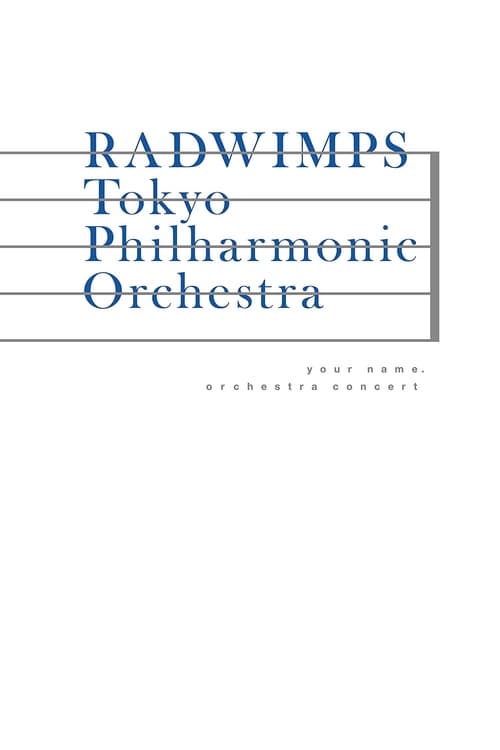 RADWIMPS
Tokyo
Philharmonic
Orchestra
your name.
orchestra concert